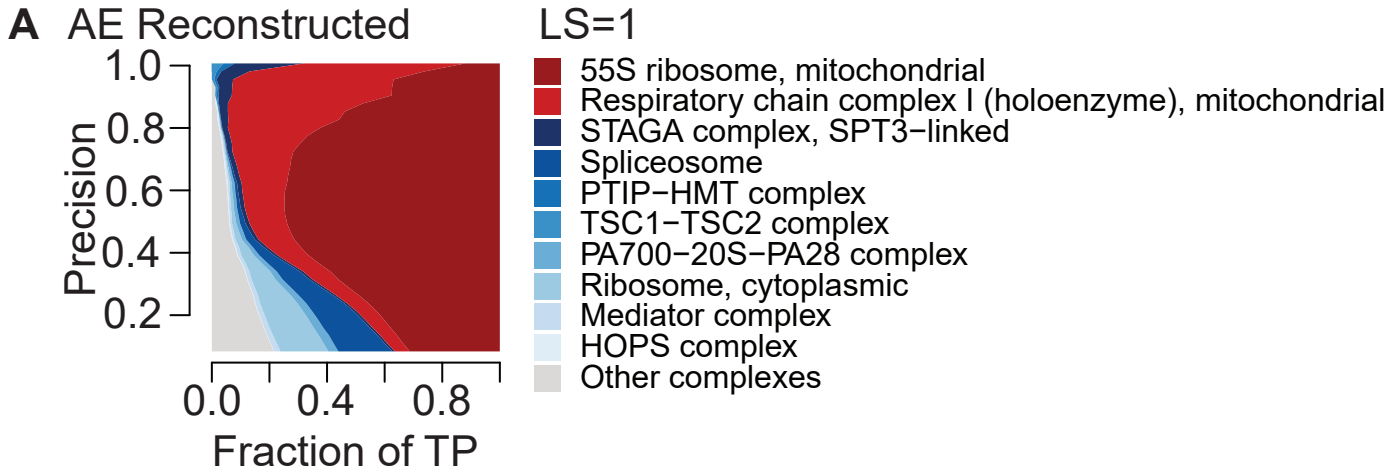 A AE Reconstructed LS=1
55S ribosome, mitochondrial
Respiratory chain complex I (holoenzyme), mitochondrial
STAGA complex, SPT3−linked
Spliceosome
PTIP−HMT complex
TSC1−TSC2 complex
PA700−20S−PA28 complex
Ribosome, cytoplasmic
Mediator complex
HOPS complex
Other complexes
Precision
1.0
0.8
0.6
0.4
0.2
0.0 0.4 0.8
Fraction of TP